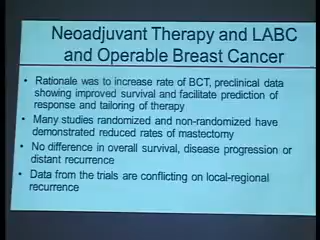 Neoadjuvant Therapy and LABC
and Operable Breast Cancer
• Rationale was to increase rate of BCT, preclinical data
showing improved survival and facilitate prediction of
response and tailoring of therapy
• Many studies randomized and non-randomized have
demonstrated reduced rates of mastectomy
• No difference in overall survival, disease progression or
distant recurrence
• Data from the trials are conflicting on local-regional
recurrence